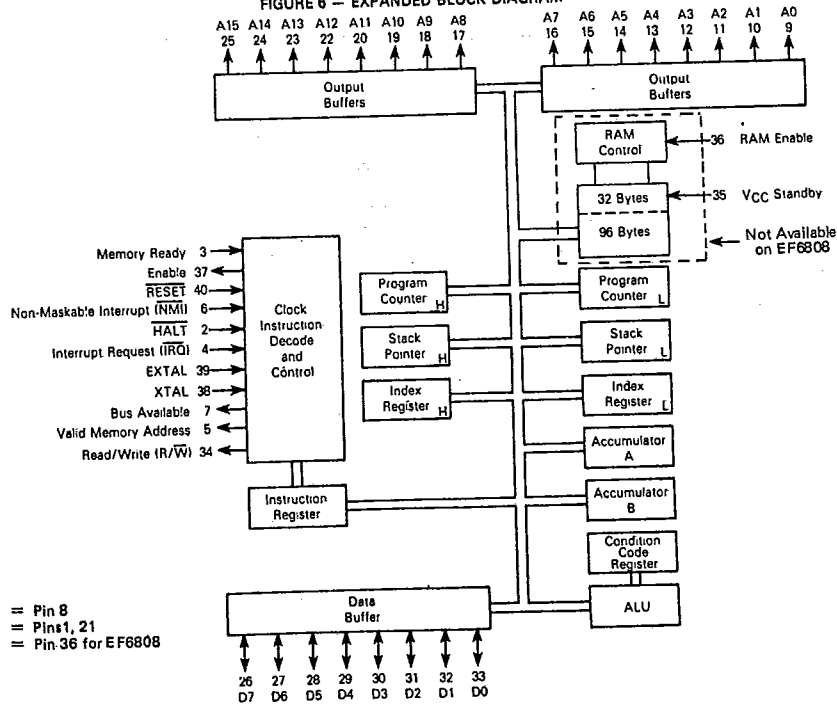 FIGURE 6 — EXPANDED BLOCK DIAGRAM
A15 A14 A13 A12 A11 A10 A9 A8
25 24 23 22 20 19 18 17
A7 A6 A5 A4 A3 A2 A1 A0
16 15 14 13 12 11 10 9
Output
Buffers
Output
Buffers
RAM
Control
36 RAM Enable
32 Bytes
35 VCC Standby
96 Bytes
Not Available
on EF6808
Memory Ready 3
Enable 37
RESET 40
Non-Maskable Interrupt (NMI) 6
HALT 2
Interrupt Request (IRQ) 4
EXTAL 39
XTAL 38
Bus Available 7
Valid Memory Address 5
Read/Write (R/W) 34
Clock
Instruction
Decode
and
Control
Program
Counter H
Program
Counter L
Stack
Pointer H
Stack
Pointer L
Index
Register H
Index
Register L
Accumulator
A
Instruction
Register
Accumulator
B
Condition
Code
Register
ALU
Data
Buffer
= Pin 8
= Pins1, 21
= Pin 36 for EF6808
26 27 28 29 30 31 32 33
D7 D6 D5 D4 D3 D2 D1 D0